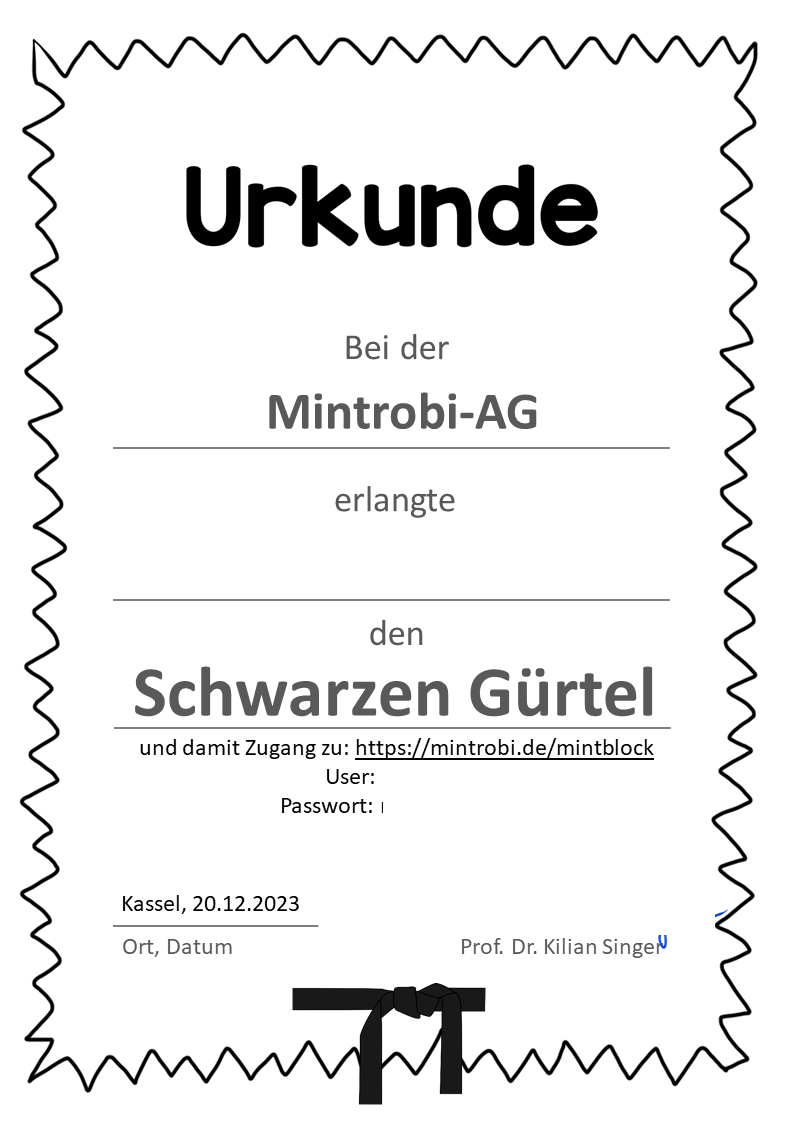 Urkunde
Bei der
Mintrobi-AG
erlangte
den
Schwarzen Gürtel
und damit Zugang zu: https://mintrobi.de/mintblock
User:
Passwort:
Kassel, 20.12.2023
Ort, Datum
Prof. Dr. Kilian Singer